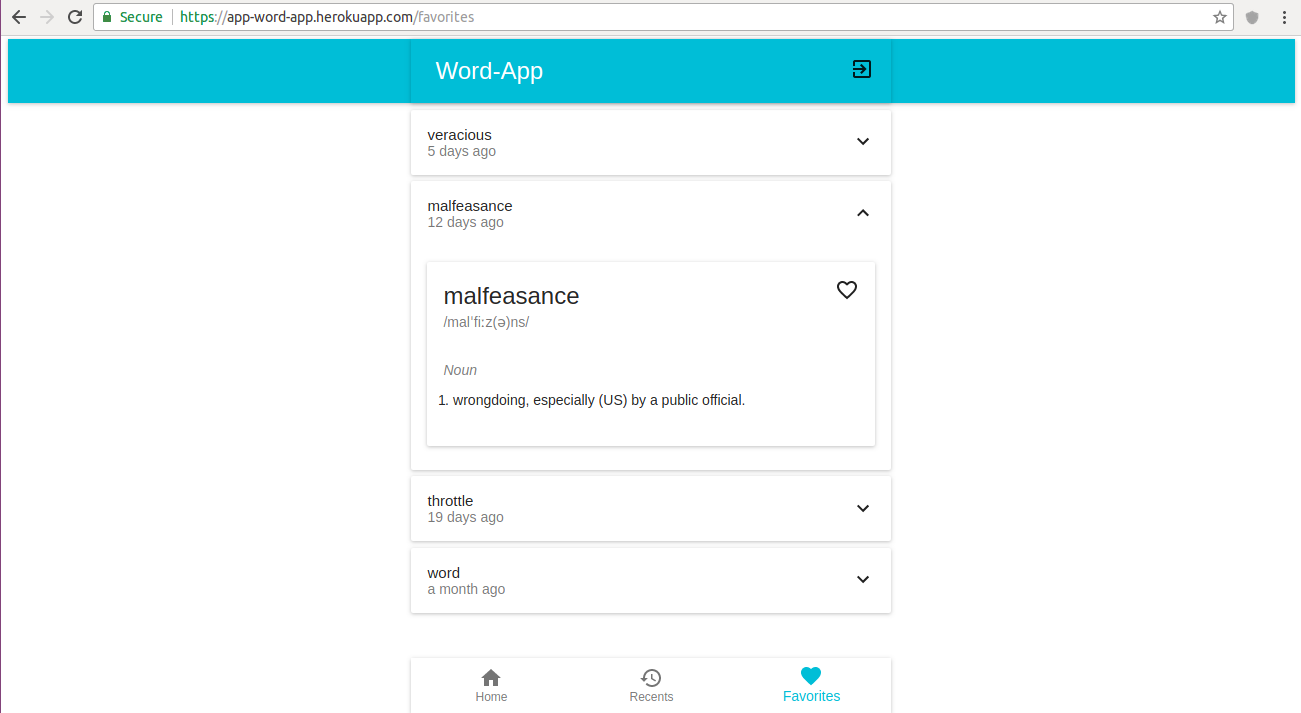 Secure https://app-word-app.herokuapp.com/favorites
Word-App
veracious
5 days ago
malfeasance
12 days ago
malfeasance
/malˈfiːz(ə)ns/
Noun
1. wrongdoing, especially (US) by a public official.
throttle
19 days ago
word
a month ago
Home Recents Favorites